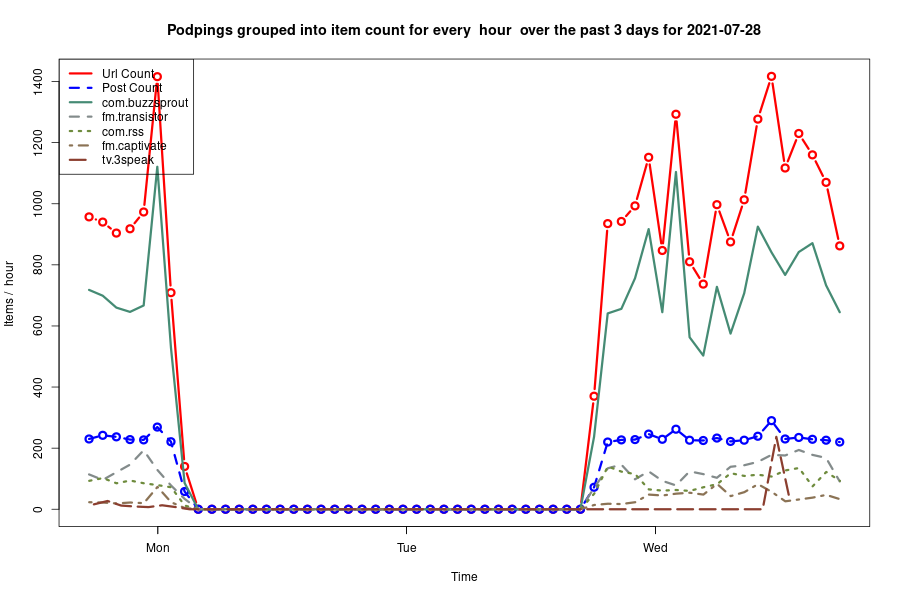 Podpings grouped into item count for every  hour  over the past 3 days for 2021-07-28
Url Count
Post Count
com.buzzsprout
fm.transistor
com.rss
fm.captivate
tv.3speak
Items /  hour
0
200
400
600
800
1000
1200
1400
Mon
Tue
Wed
Time